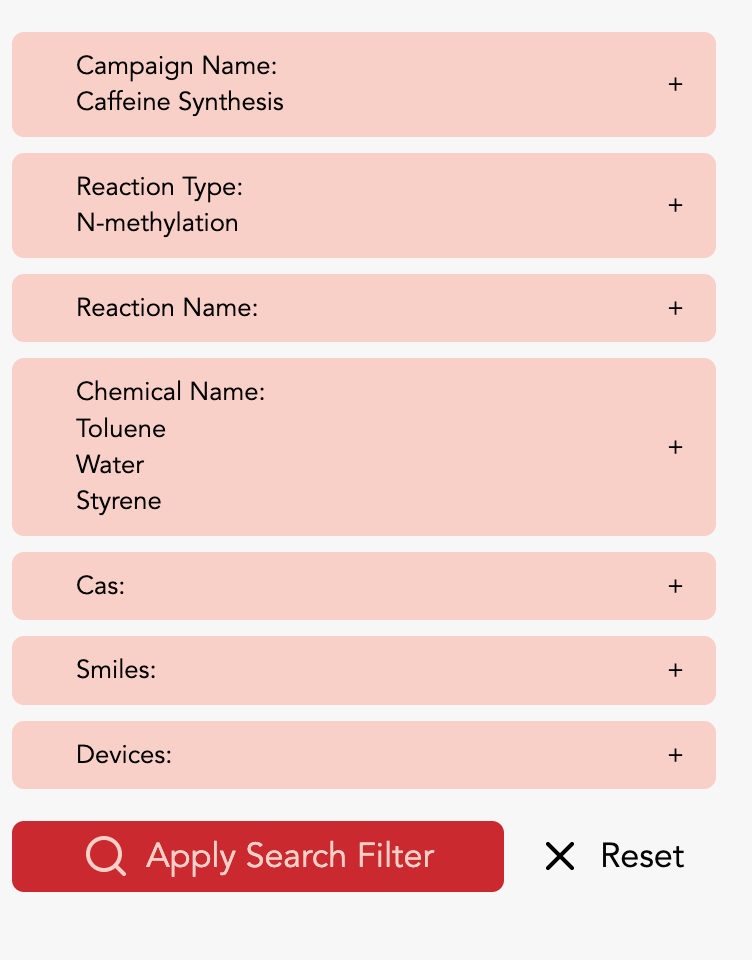 Campaign Name:
Caffeine Synthesis
+
Reaction Type:
N-methylation
+
Reaction Name:
+
Chemical Name:
Toluene
Water
Styrene
+
Cas:
+
Smiles:
+
Devices:
+
Apply Search Filter
Reset